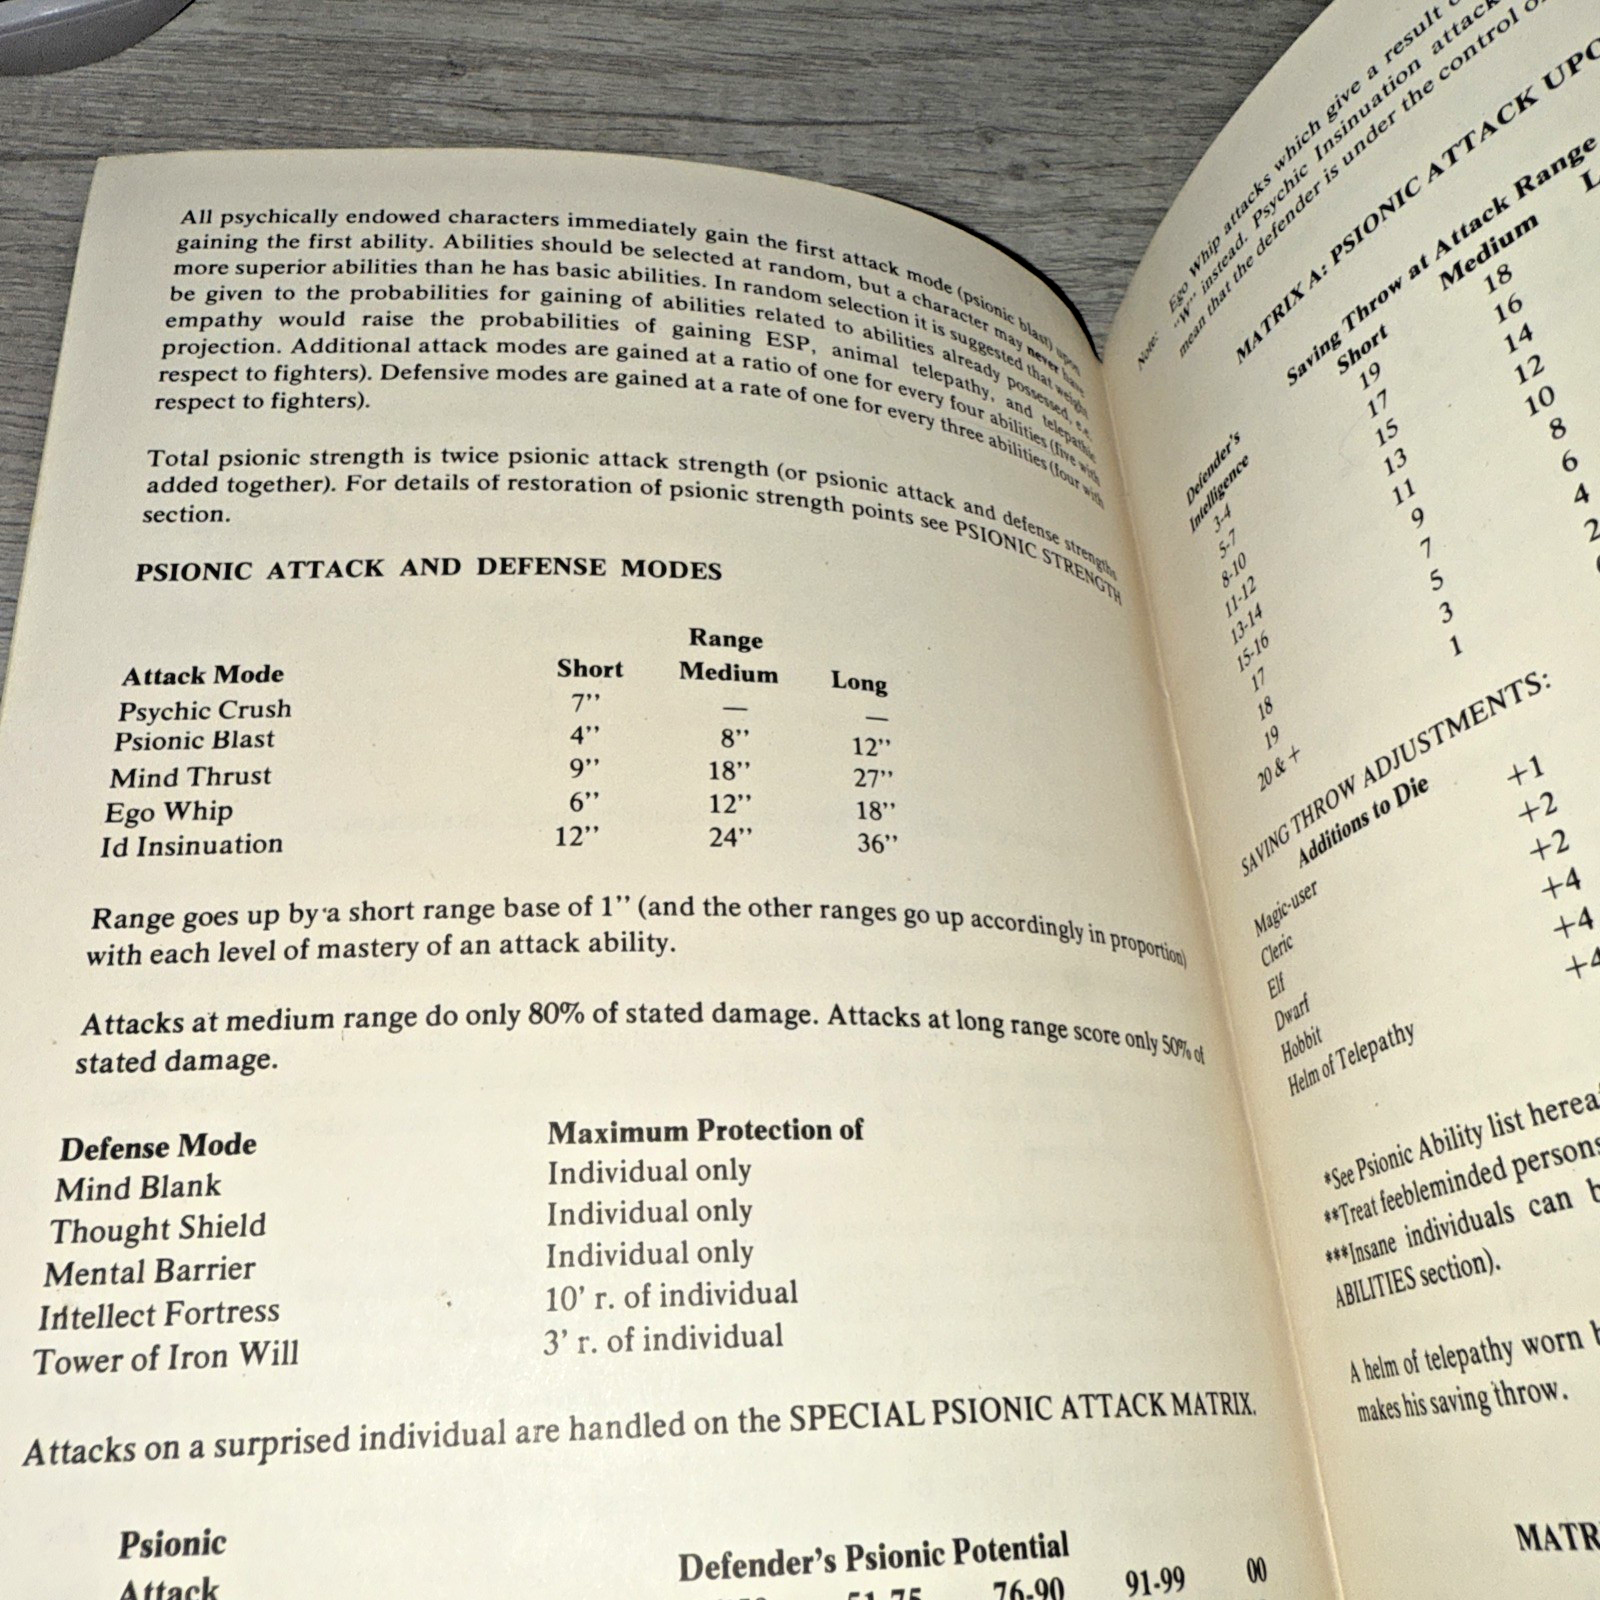 All psychically endowed characters immediately gain the first attack mode (psionic blast) upon
gaining the first ability. Abilities should be selected at random, but a character may never have
more superior abilities than he has basic abilities. In random selection it is suggested that weight
be given to the probabilities for gaining of abilities related to abilities already possessed, e.g.
empathy would raise the probabilities of gaining ESP, animal telepathy, and telepathic
projection. Additional attack modes are gained at a ratio of one for every four abilities (five with
respect to fighters). Defensive modes are gained at a rate of one for every three abilities (four with
respect to fighters).
Total psionic strength is twice psionic attack strength (or psionic attack and defense strengths
added together). For details of restoration of psionic strength points see PSIONIC STRENGTH
section.
PSIONIC ATTACK AND DEFENSE MODES
Range
Attack Mode Short Medium Long
Psychic Crush 7’’ — —
Psionic Blast 4’’ 8’’ 12’’
Mind Thrust 9’’ 18’’ 27’’
Ego Whip 6’’ 12’’ 18’’
Id Insinuation 12’’ 24’’ 36’’
Range goes up by a short range base of 1’’ (and the other ranges go up accordingly in proportion)
with each level of mastery of an attack ability.
Attacks at medium range do only 80% of stated damage. Attacks at long range score only 50% of
stated damage.
Defense Mode Maximum Protection of
Mind Blank Individual only
Thought Shield Individual only
Mental Barrier Individual only
Intellect Fortress 10’ r. of individual
Tower of Iron Will 3’ r. of individual
Attacks on a surprised individual are handled on the SPECIAL PSIONIC ATTACK MATRIX.
Psionic
Attack
Defender’s Psionic Potential
51-75 76-90 91-99 00
Note: Ego Whip attacks which give a result
instead. Psychic Insinuation attack
mean that the defender is under the control
MATRIX A: PSIONIC ATTACK
Saving Throw at Attack Range
Defender’s
Intelligence Short Medium
3-4 19 18
5-7 17 16
8-10 15 14
11-12 13 12
13-14 11 10
15-16 9 8
17 7 6
18 5 4
19 3 2
20 & + 1
SAVING THROW ADJUSTMENTS:
Additions to Die
Magic-user +1
Cleric +2
Elf +2
Dwarf +4
Hobbit +4
Helm of Telepathy +4
*See Psionic Ability list
**Treat feebleminded persons
***Insane individuals can
ABILITIES section).
A helm of telepathy worn
makes his saving throw.